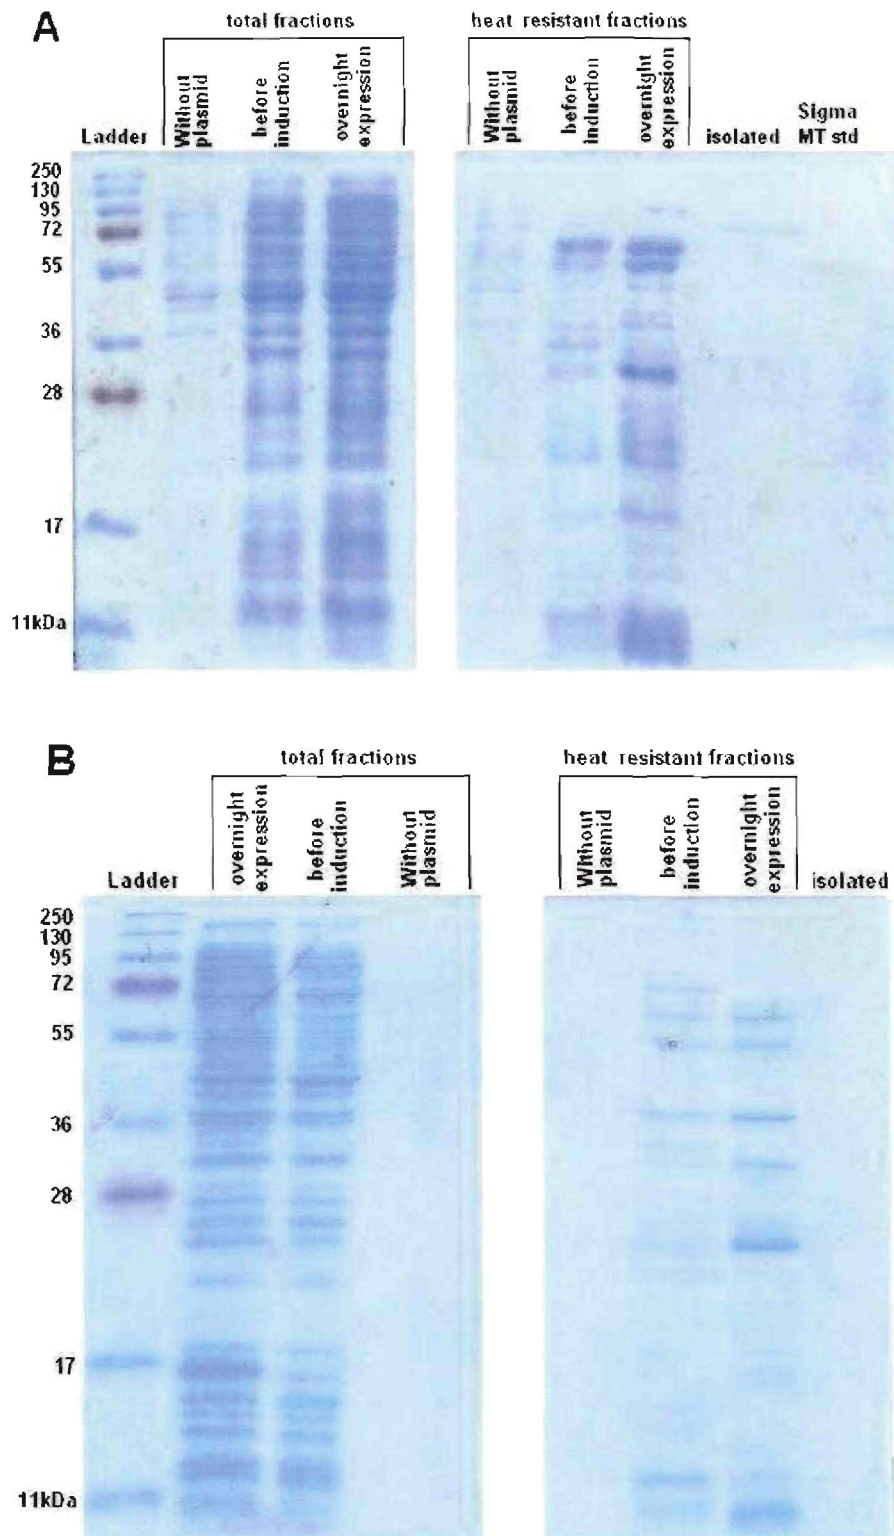 A
total fractions
heat resistant fractions
Ladder
Without plasmid
before induction
overnight expression
Without plasmid
before induction
overnight expression
isolated
Sigma
MT std
250
130
95
72
55
36
28
17
11kDa
B
total fractions
heat resistant fractions
Ladder
overnight expression
before induction
Without plasmid
Without plasmid
before induction
overnight expression
isolated
250
130
95
72
55
36
28
17
11kDa